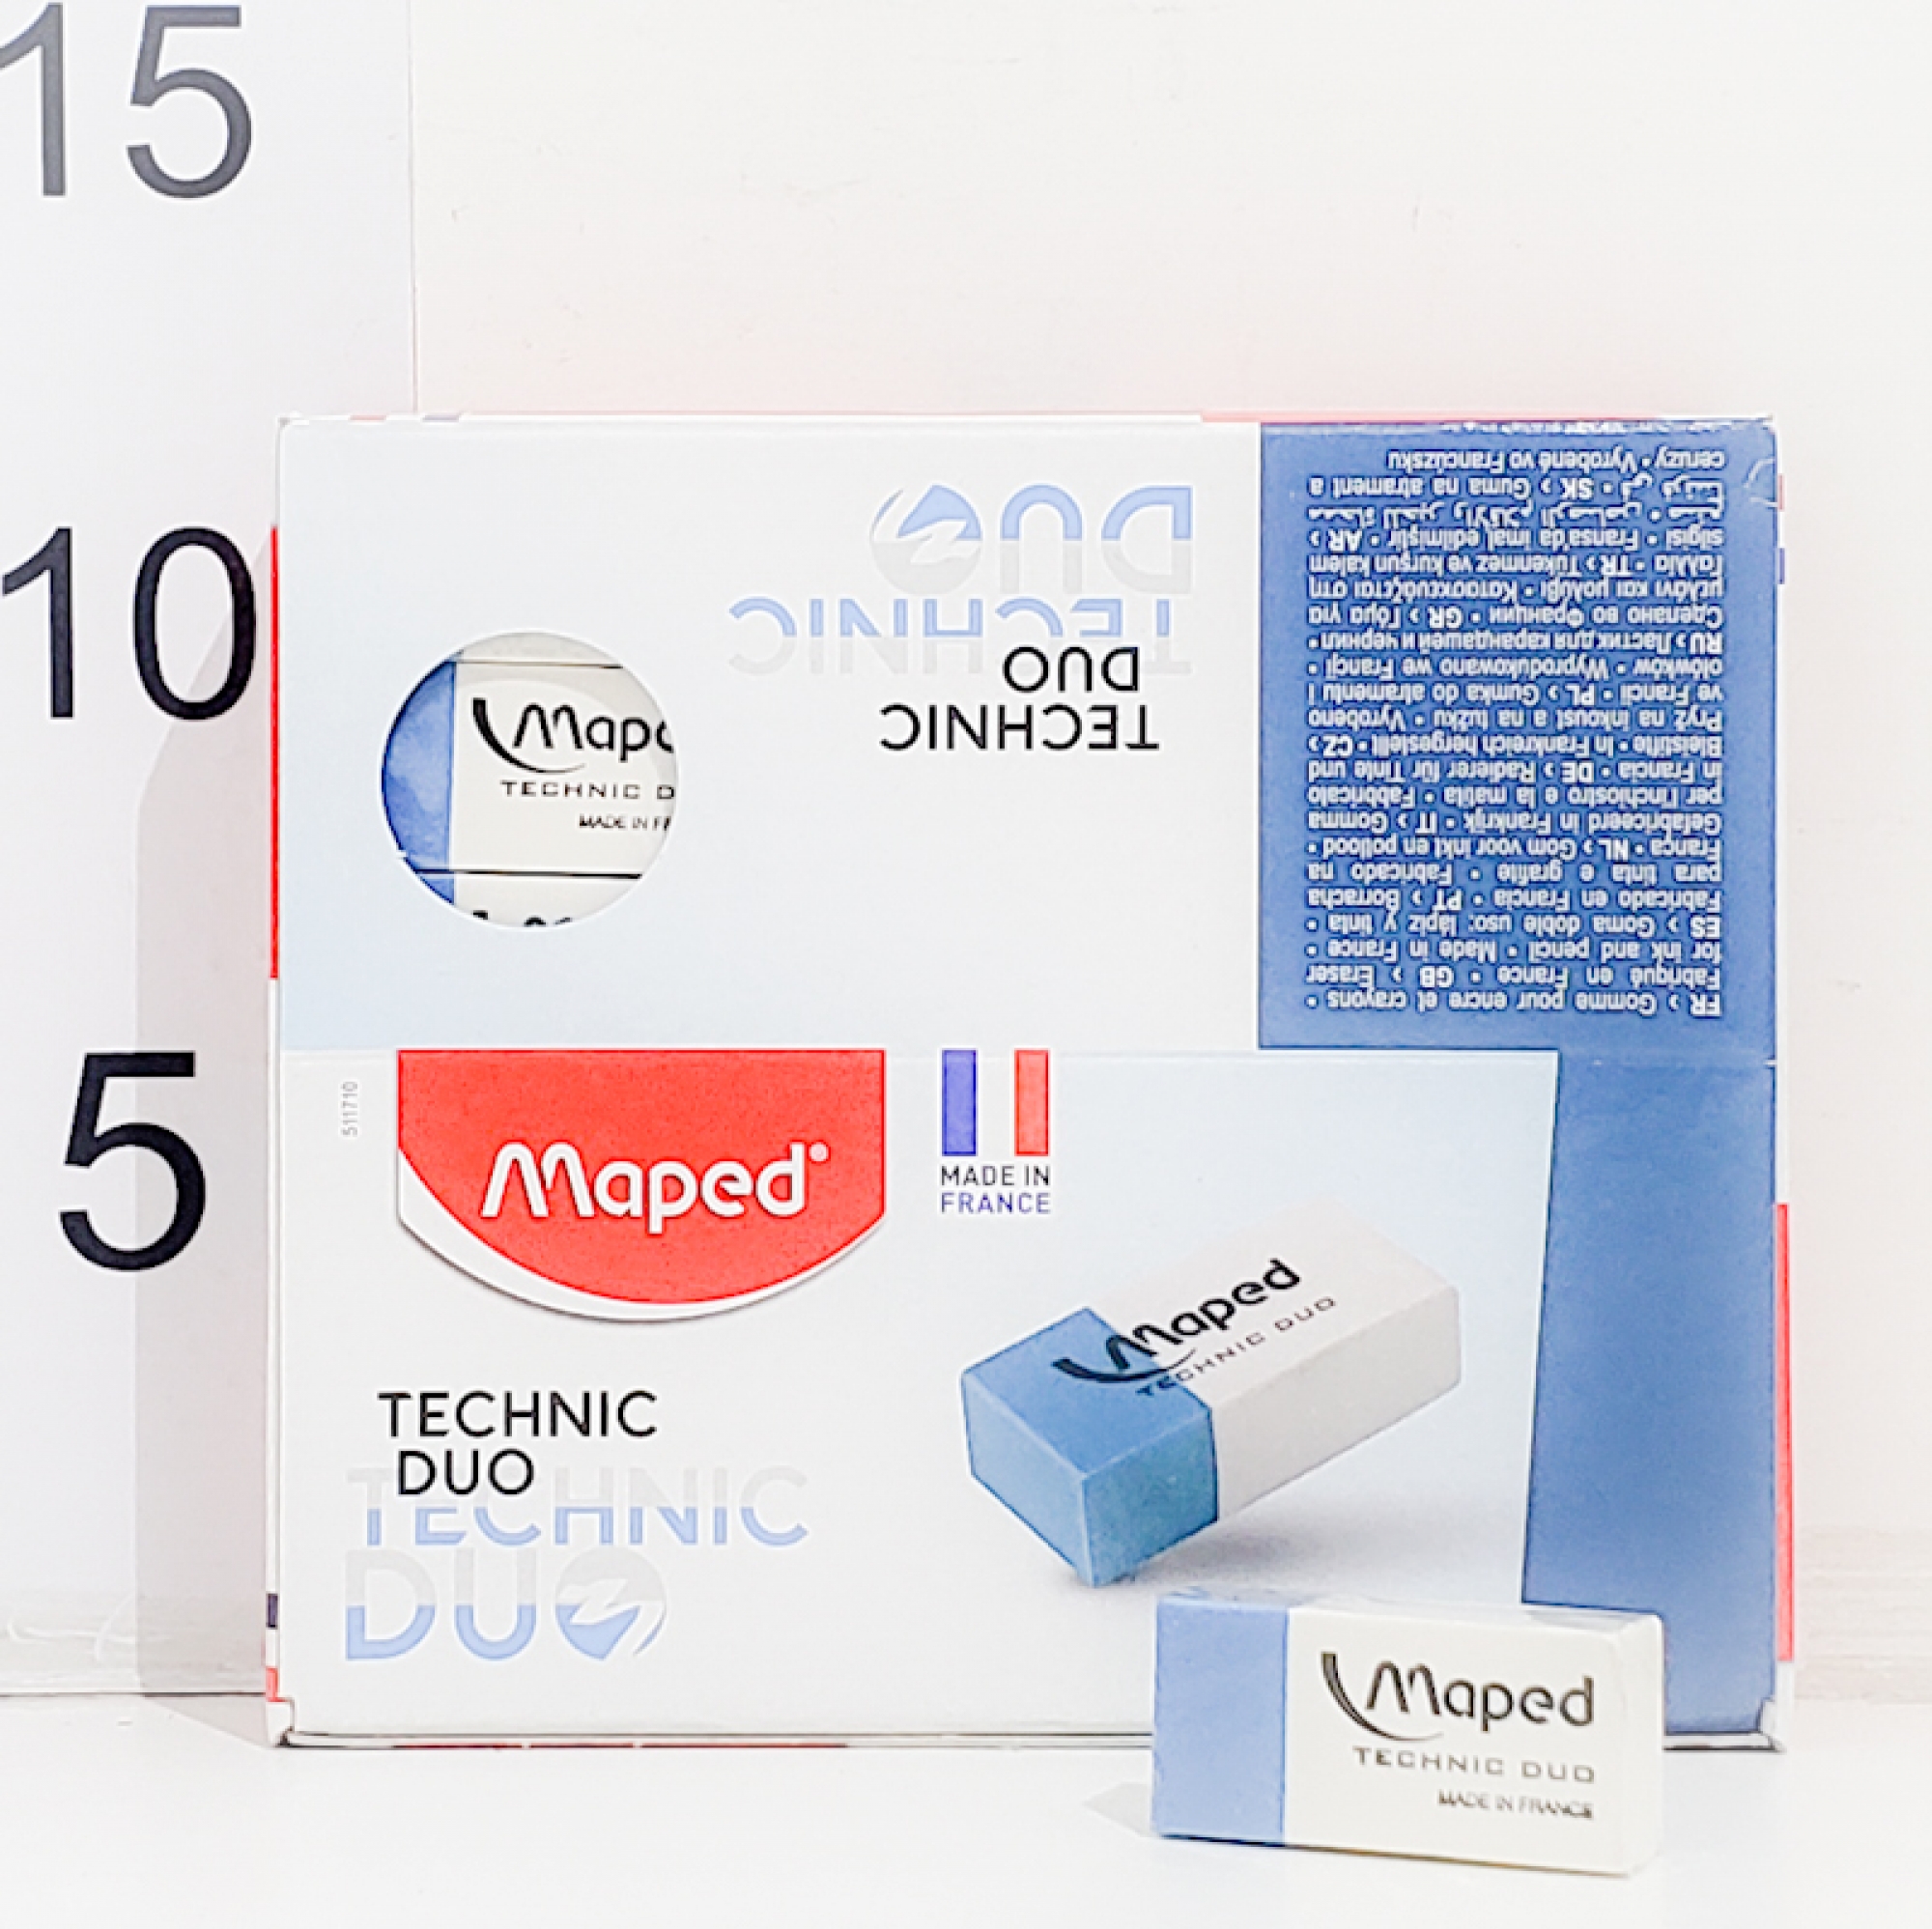 15
10
5
TECHNIC
DUO
TECHNIC
DUO
Maped
TECHNIC D
MADE IN FR
FR › Gomme pour encre et crayons •
Fabriqué en France • GB › Eraser
for ink and pencil • Made in France •
ES › Goma doble uso: lápiz y tinta •
Fabricado en Francia • PT › Borracha
para tinta e grafite • Fabricado na
França • NL › Gom voor inkt en potlood •
Gefabriceerd in Frankrijk • IT › Gomma
per l'inchiostro e la matita • Fabbricato
in Francia • DE › Radierer für Tinte und
Bleistifte • In Frankreich hergestellt • CZ ›
Pryž na inkoust a na tužku • Vyrobeno
ve Francii • PL › Gumka do atramentu i
ołówków • Wyprodukowano we Francji •
RU › Ластик для карандашей и чернил •
Сделано во Франции • GR › Γόμα για
μελάνι και μολύβι • Κατασκευάζεται στη
Γαλλία • TR › Tükenmez ve kurşun kalem
silgisi • Fransa'da imal edilmiştir • AR ›
• SK › Guma na atrament a
ceruzy • Vyrobené vo Francúzsku
511710
Maped
MADE IN
FRANCE
TECHNIC
DUO
TECHNIC
DUO
Maped
TECHNIC DUO
Maped
TECHNIC DUO
MADE IN FRANCE